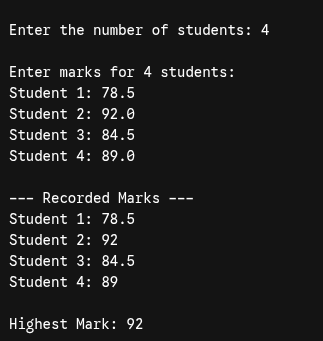 Enter the number of students: 4
Enter marks for 4 students:
Student 1: 78.5
Student 2: 92.0
Student 3: 84.5
Student 4: 89.0
--- Recorded Marks ---
Student 1: 78.5
Student 2: 92
Student 3: 84.5
Student 4: 89
Highest Mark: 92